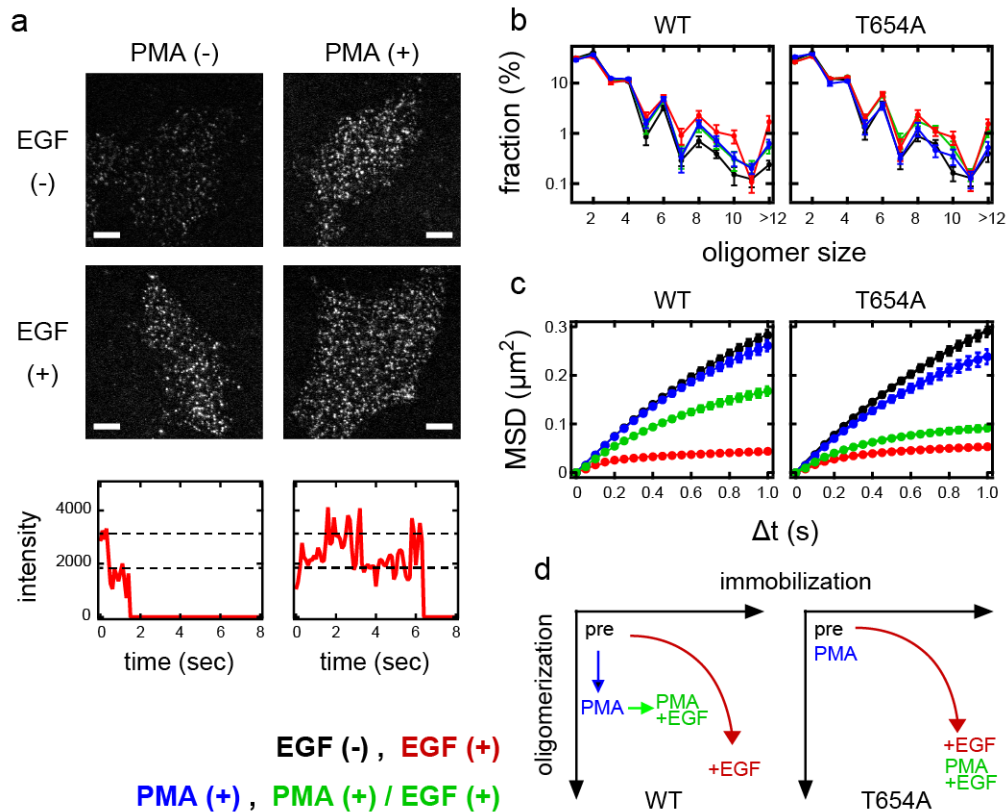 a
PMA (-)
PMA (+)
EGF
(-)
EGF
(+)
intensity
4000
2000
0
0 2 4 6 8
time (sec)
0 2 4 6 8
time (sec)
EGF (-) , EGF (+)
PMA (+) , PMA (+) / EGF (+)
b
WT
T654A
fraction (%)
10
1
0.1
2 4 6 8 10 >12
2 4 6 8 10 >12
oligomer size
c
WT
T654A
MSD (μm²)
0.3
0.2
0.1
0
0.2 0.4 0.6 0.8 1.0
0.2 0.4 0.6 0.8 1.0
Δt (s)
d
immobilization
oligomerization
pre
PMA
PMA
+EGF
+EGF
WT
pre
PMA
+EGF
PMA
+EGF
T654A